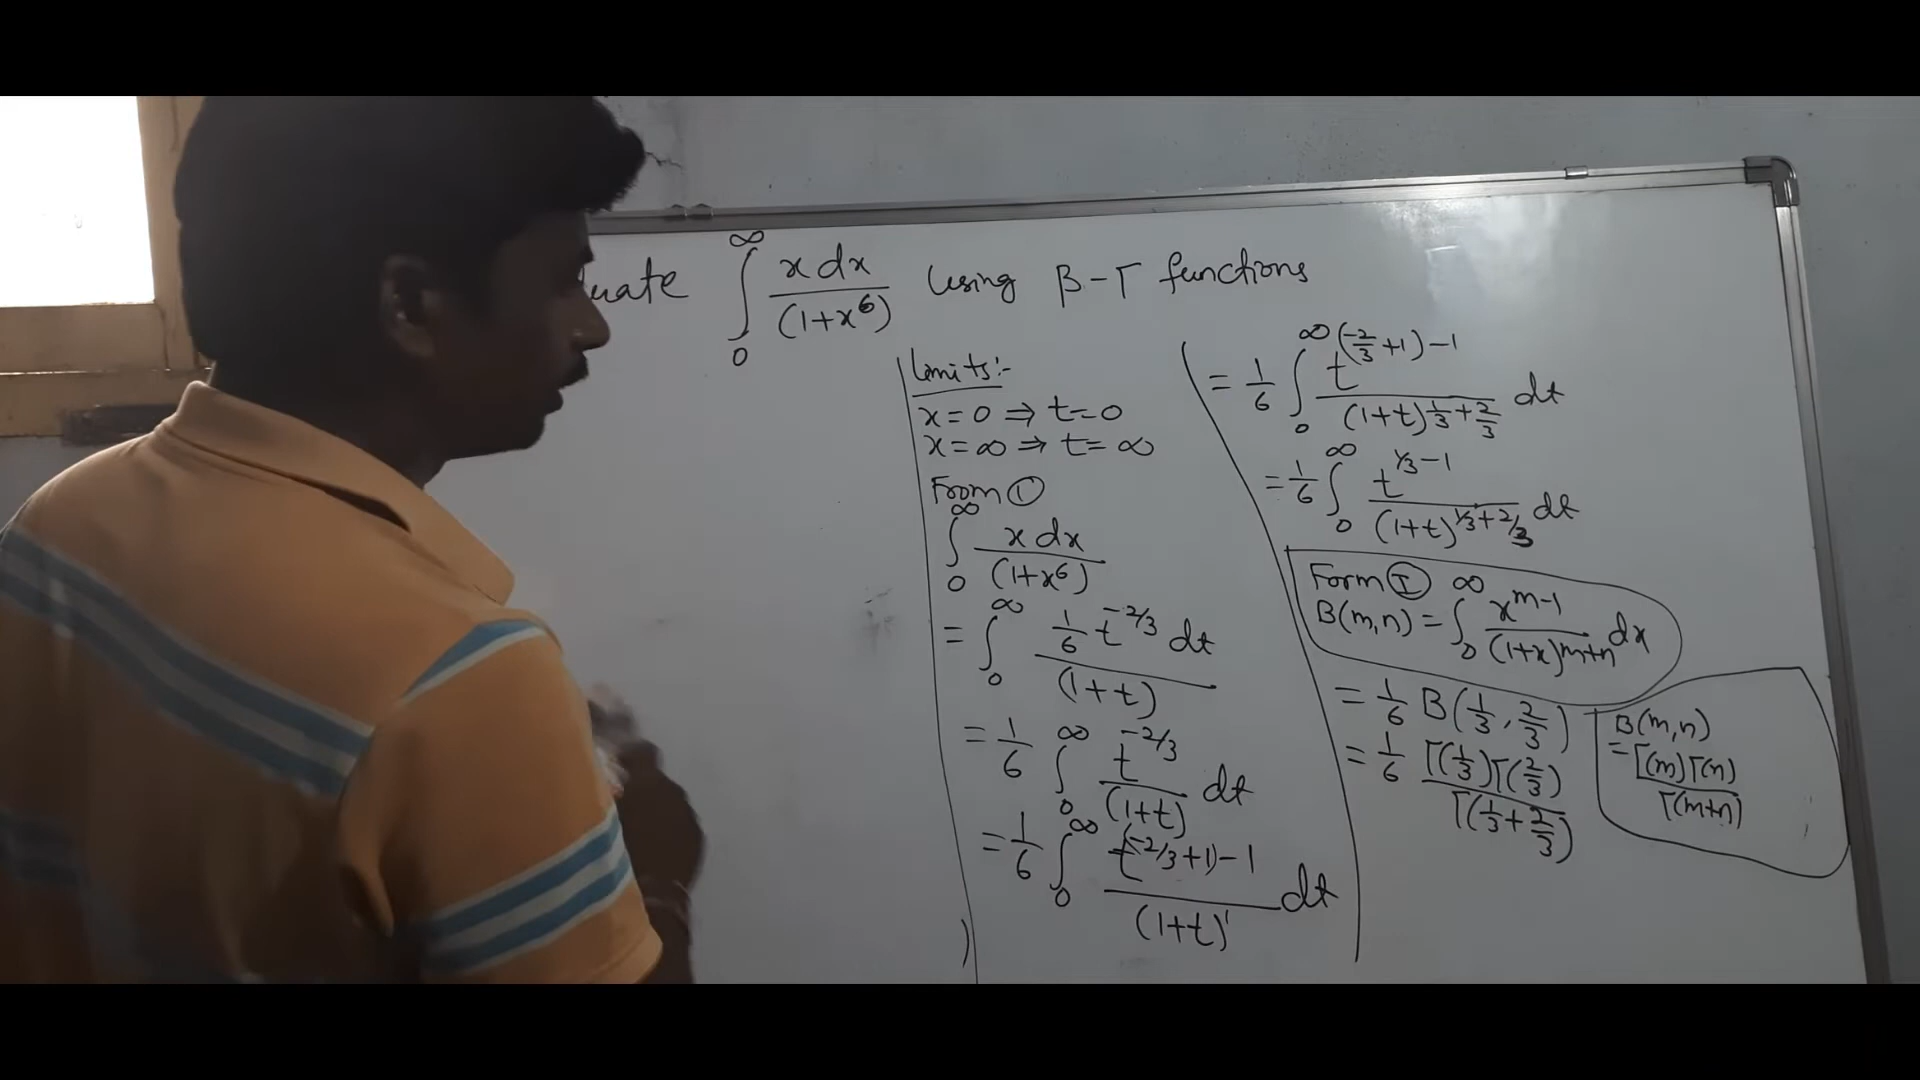 uate ∫₀^∞ x dx / (1+x⁶) Using β-Γ functions
Limits:-
x=0 ⇒ t=0
x=∞ ⇒ t=∞
From ①
∫₀^∞ x dx / (1+x⁶)
= ∫₀^∞ 1/6 t^(-2/3) dt / (1+t)
= 1/6 ∫₀^∞ t^(-2/3) / (1+t) dt
= 1/6 ∫₀^∞ t^((-2/3+1)-1) / (1+t)^1 dt
= 1/6 ∫₀^∞ t^((-2/3+1)-1) / (1+t)^(1/3+2/3) dt
= 1/6 ∫₀^∞ t^(1/3-1) / (1+t)^(1/3+2/3) dt
Form Ⓘ
B(m,n) = ∫₀^∞ x^(m-1) / (1+x)^(m+n) dx
= 1/6 B(1/3, 2/3)
= 1/6 Γ(1/3)Γ(2/3) / Γ(1/3+2/3)
B(m,n)
= Γ(m)Γ(n) / Γ(m+n)